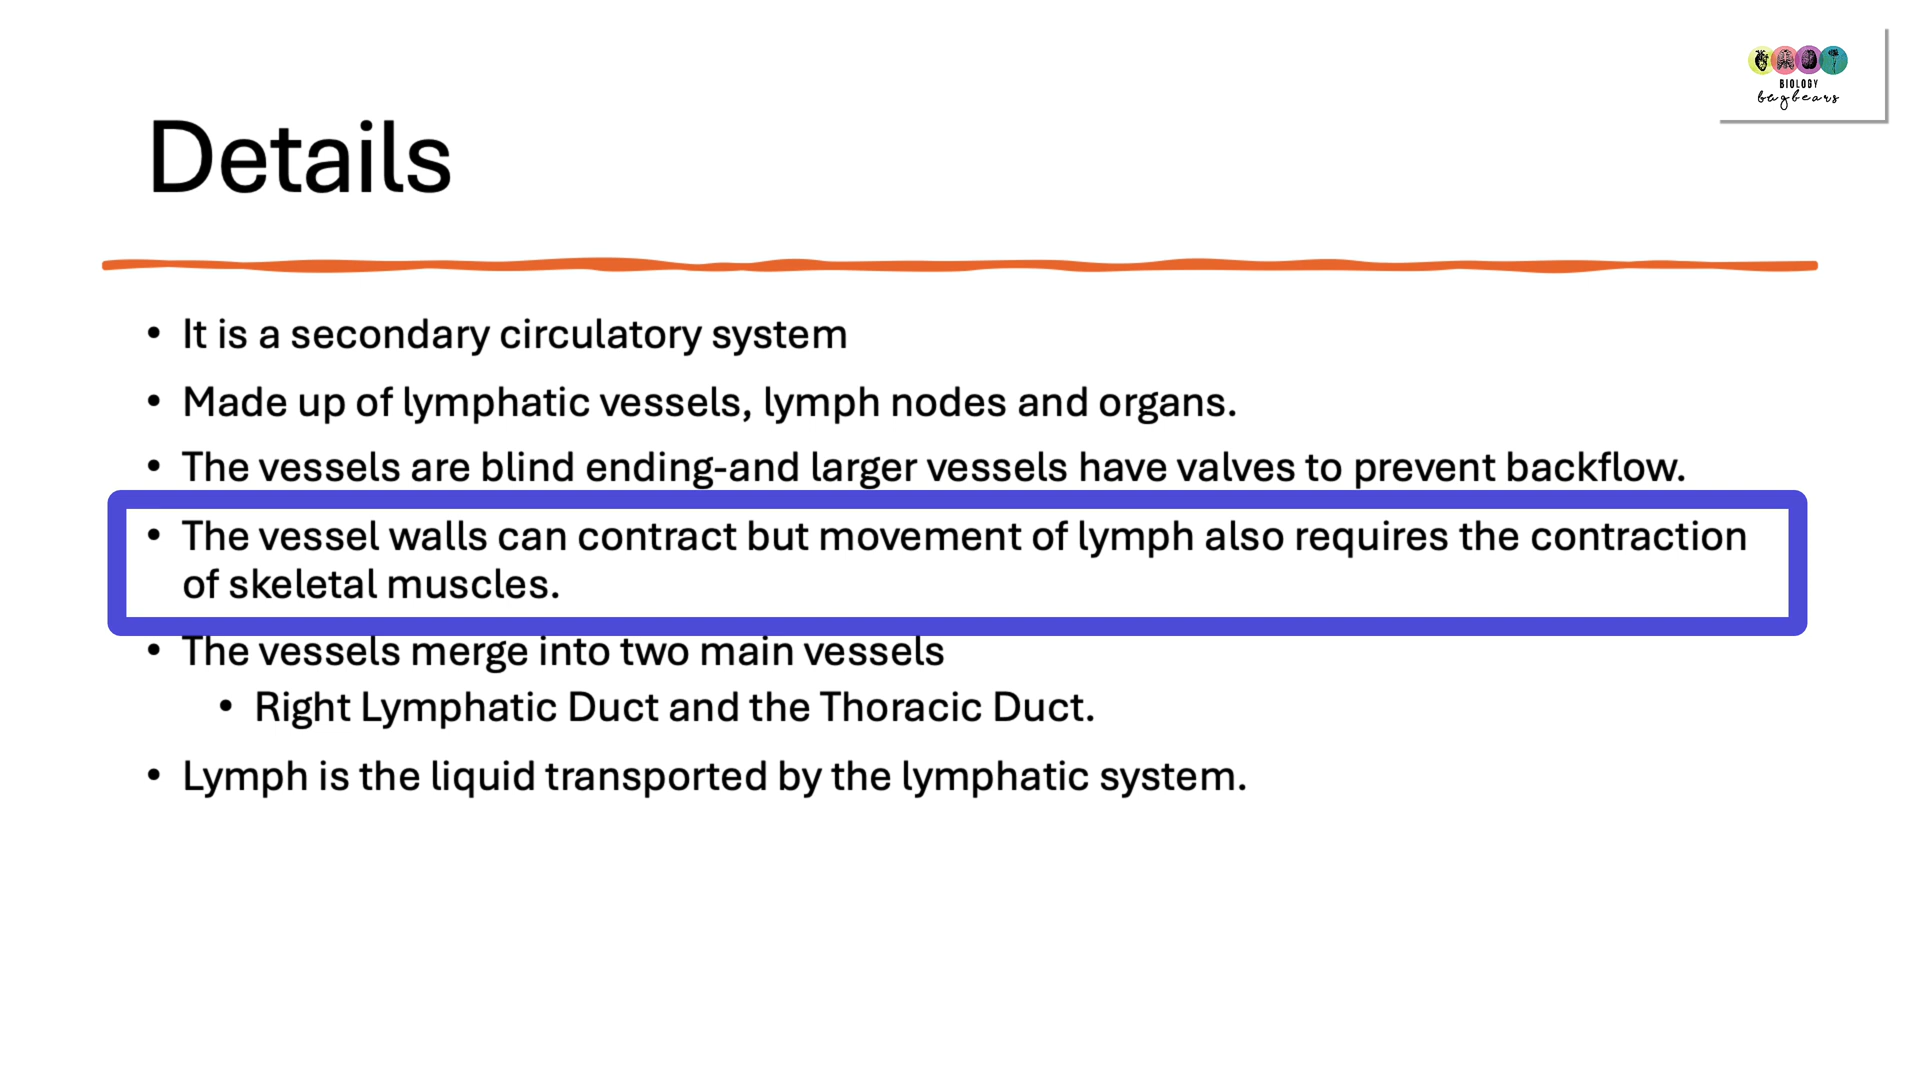 BIOLOGY
bugbears
Details
• It is a secondary circulatory system
• Made up of lymphatic vessels, lymph nodes and organs.
• The vessels are blind ending-and larger vessels have valves to prevent backflow.
• The vessel walls can contract but movement of lymph also requires the contraction
of skeletal muscles.
• The vessels merge into two main vessels
• Right Lymphatic Duct and the Thoracic Duct.
• Lymph is the liquid transported by the lymphatic system.